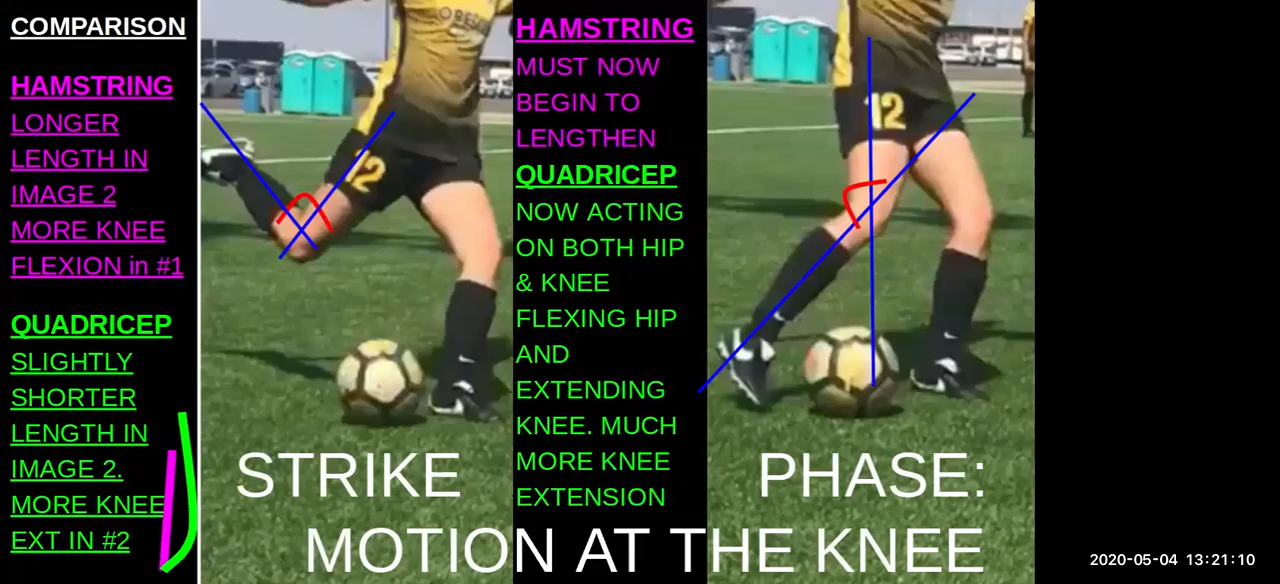 COMPARISON
HAMSTRING
LONGER
LENGTH IN
IMAGE 2
MORE KNEE
FLEXION in #1
QUADRICEP
SLIGHTLY
SHORTER
LENGTH IN
IMAGE 2.
MORE KNEE
EXT IN #2
12
HAMSTRING
MUST NOW
BEGIN TO
LENGTHEN
QUADRICEP
NOW ACTING
ON BOTH HIP
& KNEE
FLEXING HIP
AND
EXTENDING
KNEE. MUCH
MORE KNEE
EXTENSION
12
STRIKE PHASE:
MOTION AT THE KNEE
2020-05-04 13:21:10